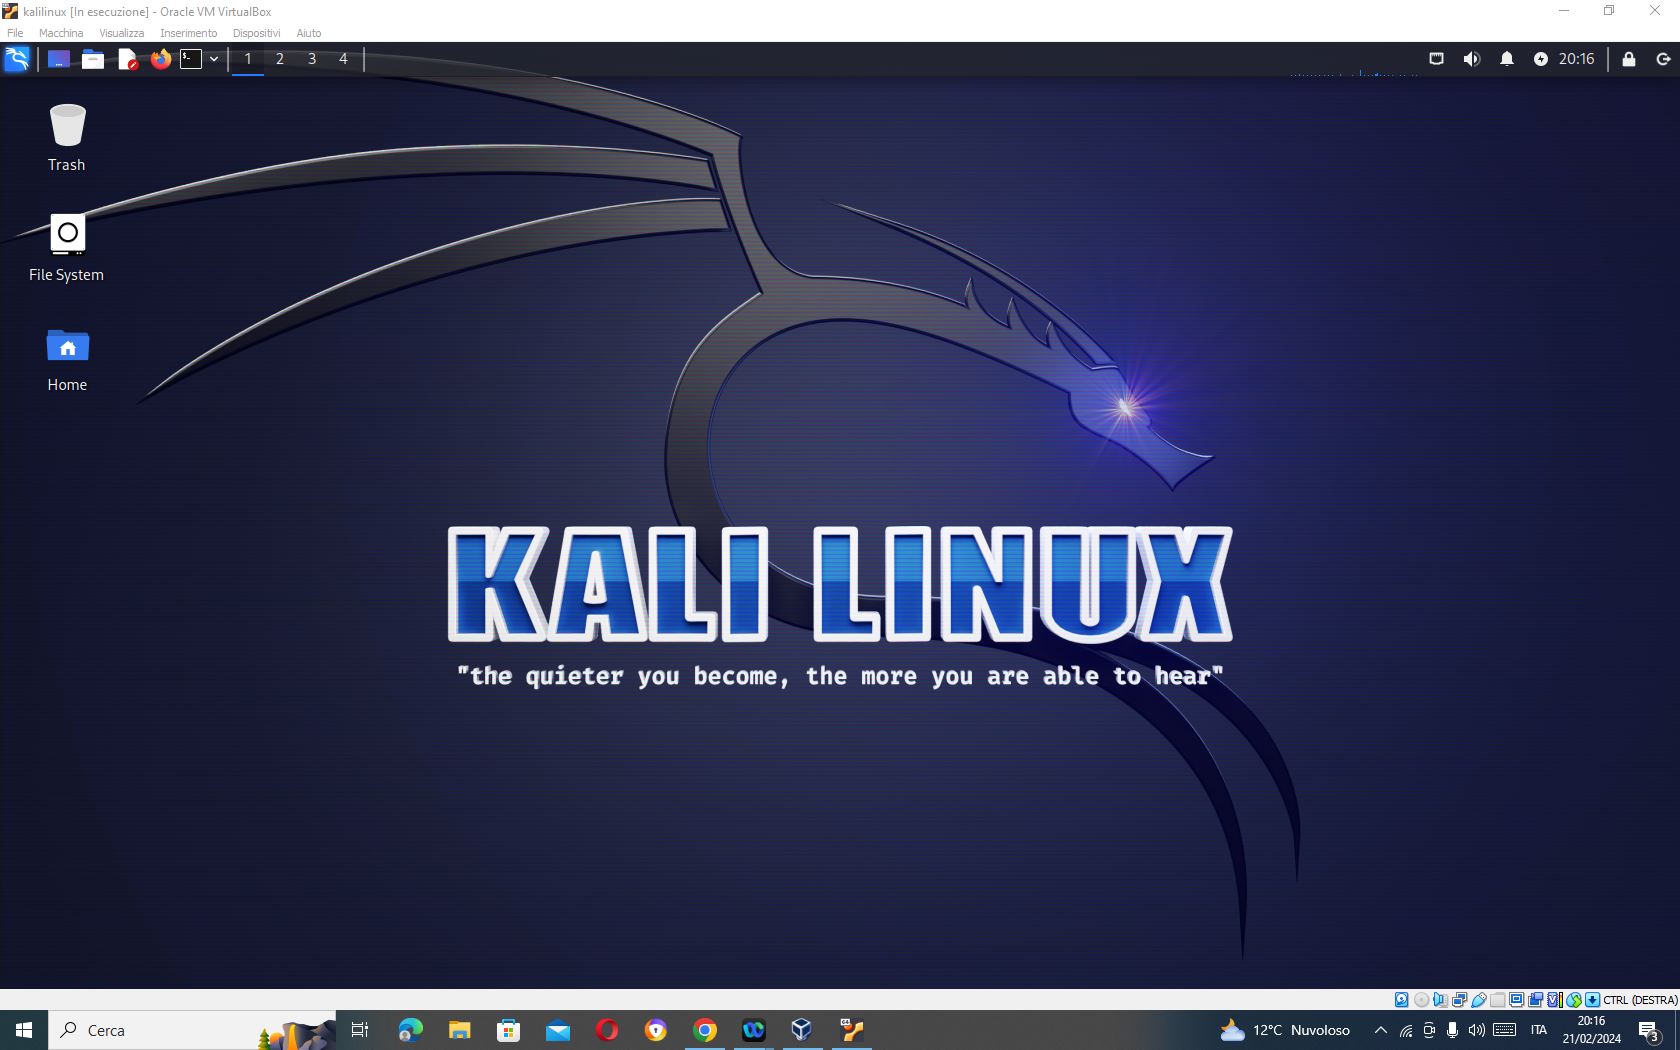 kalilinux [In esecuzione] - Oracle VM VirtualBox
File Macchina Visualizza Inserimento Dispositivi Aiuto
1 2 3 4 20:16
Trash
File System
Home
KALI LINUX
"the quieter you become, the more you are able to hear"
CTRL (DESTRA)
Cerca
12°C Nuvoloso
ITA
20:16
21/02/2024
3